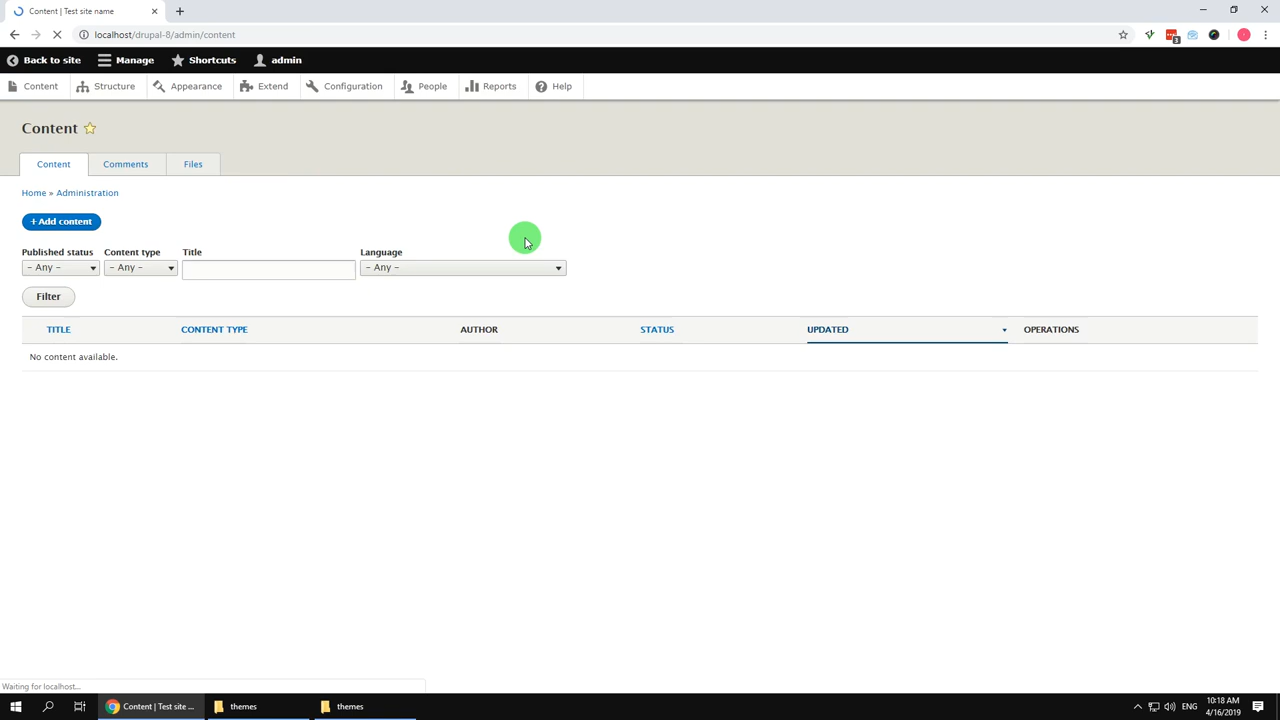 Content | Test site name
localhost/drupal-8/admin/content
3
Back to site Manage Shortcuts admin
Content Structure Appearance Extend Configuration People Reports Help
Content
Content Comments Files
Home » Administration
+ Add content
Published status Content type Title Language
- Any - - Any - - Any -
Filter
TITLE CONTENT TYPE AUTHOR STATUS UPDATED OPERATIONS
No content available.
Waiting for localhost...
Content | Test site ... themes themes ENG 10:18 AM
4/16/2019